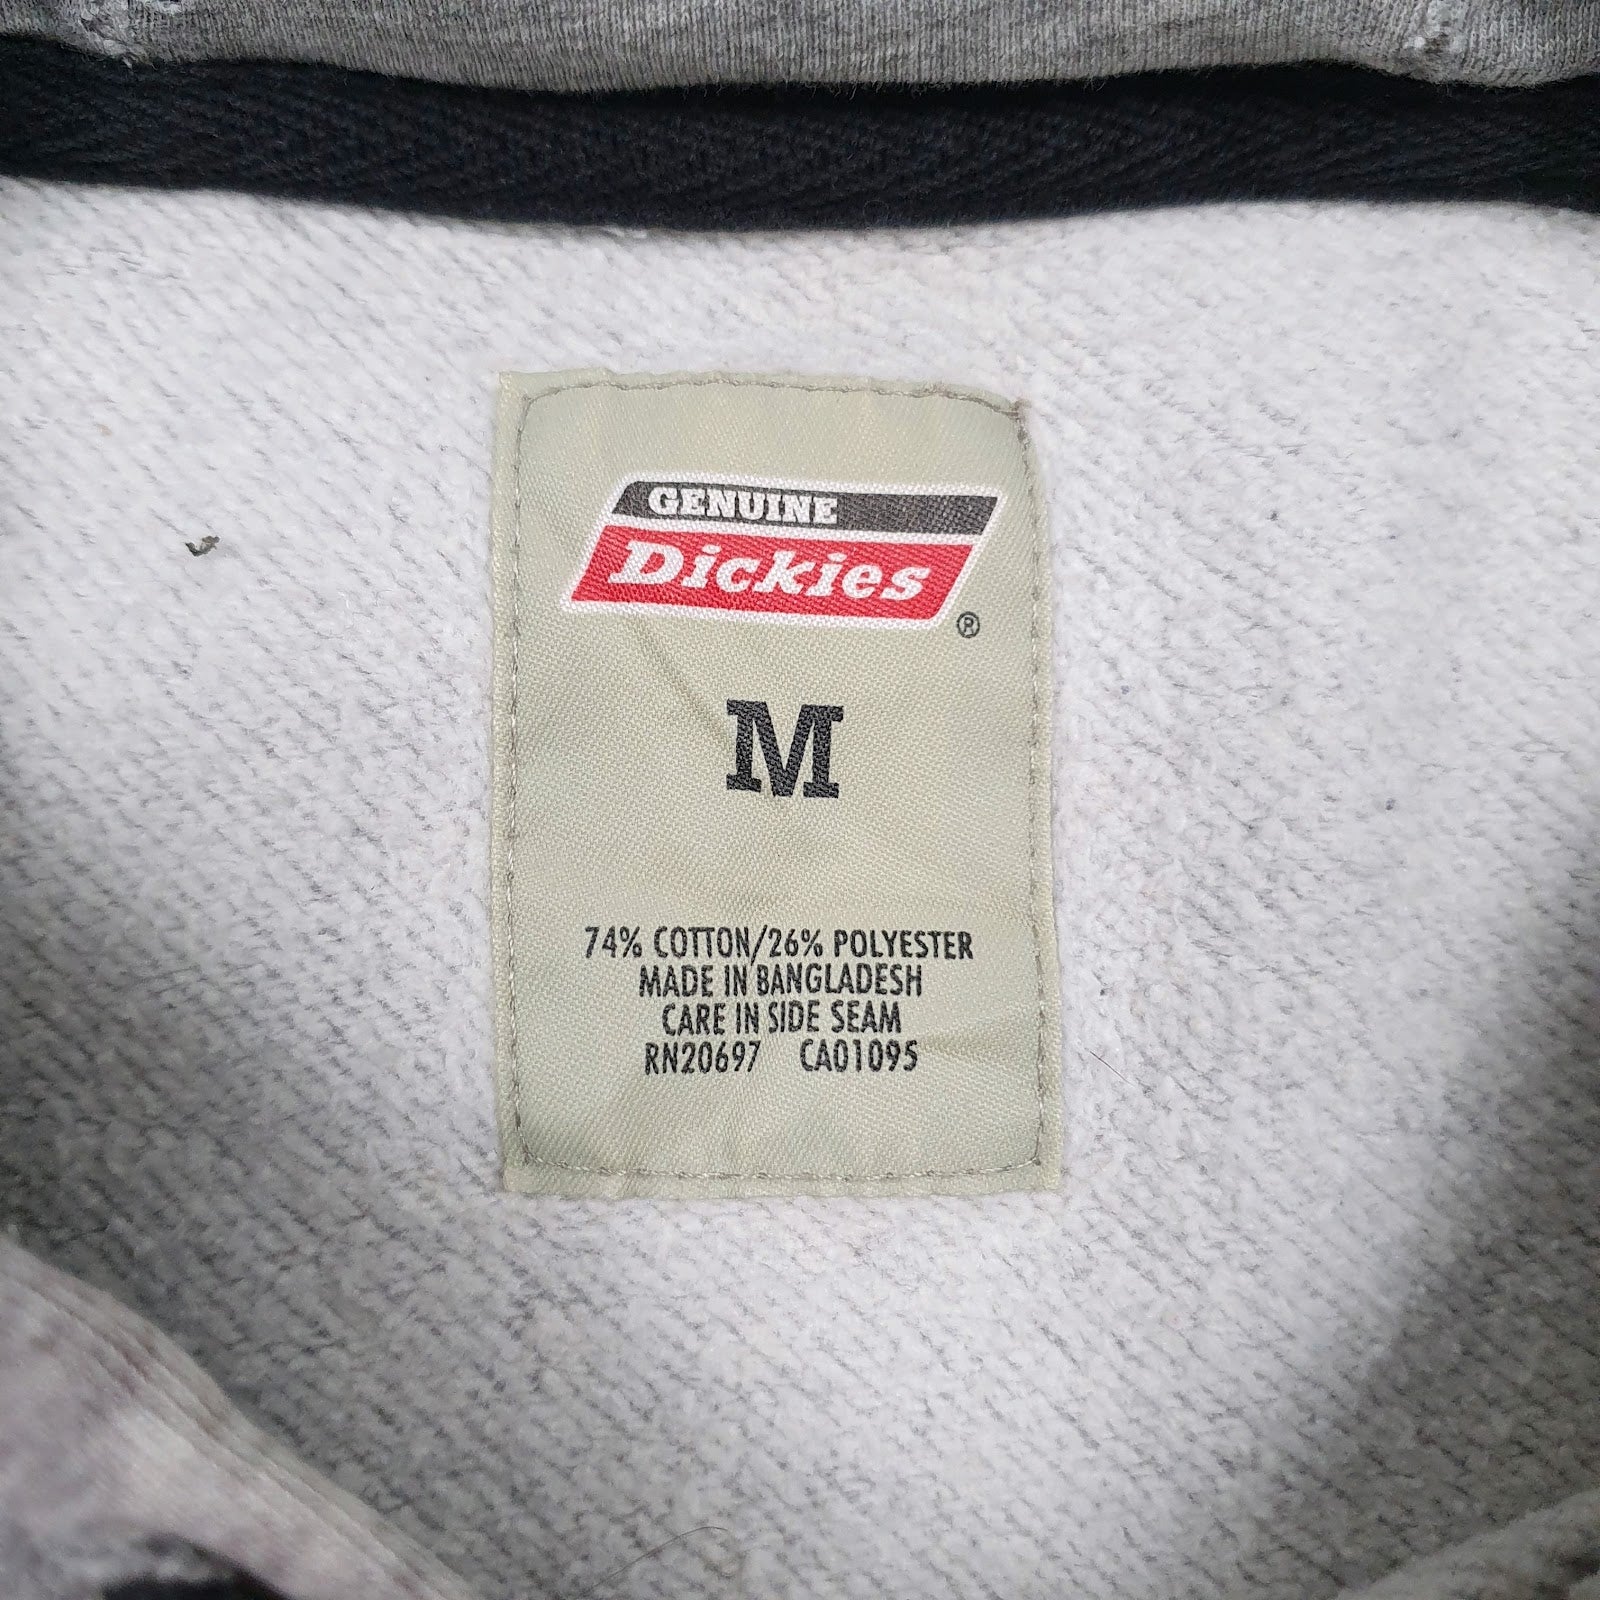 GENUINE
Dickies
®
M
74% COTTON/26% POLYESTER
MADE IN BANGLADESH
CARE IN SIDE SEAM
RN20697 CA01095